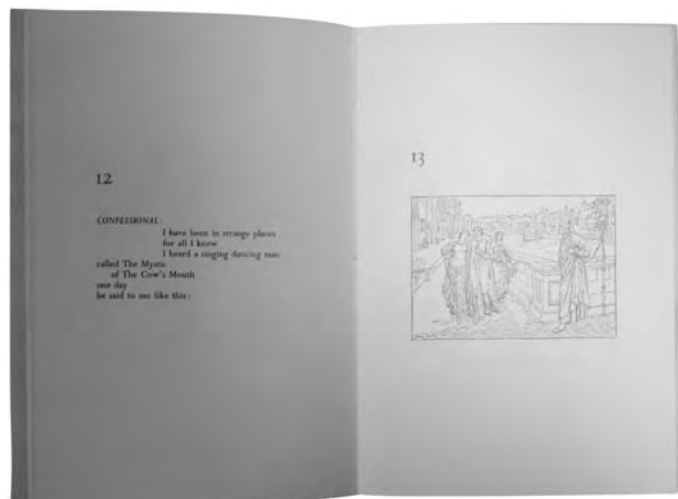 12
CONFESSIONAL:
I have been in strange places
for all I know
I heard a singing dancing man
called The Mystic
of The Cow's Mouth
one day
he said to me like this:
13